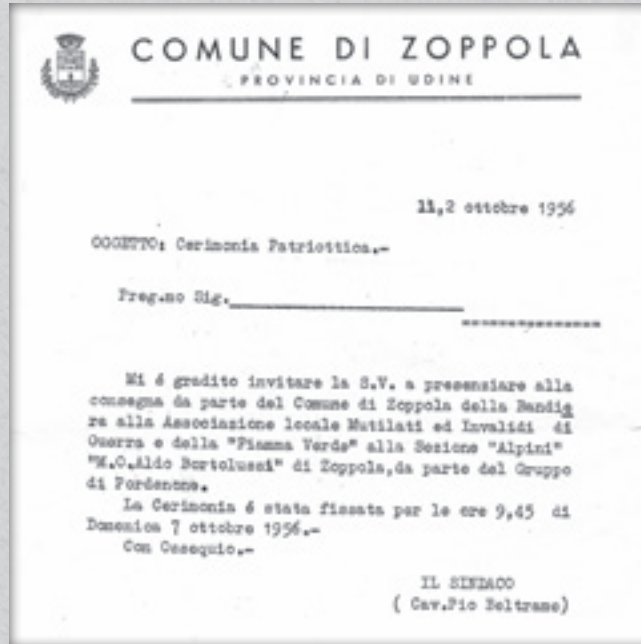 COMUNE DI ZOPPOLA
PROVINCIA DI UDINE
11,2 ottobre 1956
OGGETTO: Cerimonia Patriottica.-
Preg.mo Sig.
Mi é gradito invitare la S.V. a presenziare alla
consegna da parte del Comune di Zoppola della Bandie
ra alla Associazione locale Mutilati ed Invalidi di
Guerra e della "Fiamma Verde" alla Sezione "Alpini"
"M.O.Aldo Bortolussi" di Zoppola,da parte del Gruppo
di Pordenone.
La Cerimonia é stata fissata per le ore 9,45 di
Domenica 7 ottobre 1956.-
Con Ossequio.-
IL SINDACO
( Cav.Pio Beltrame)